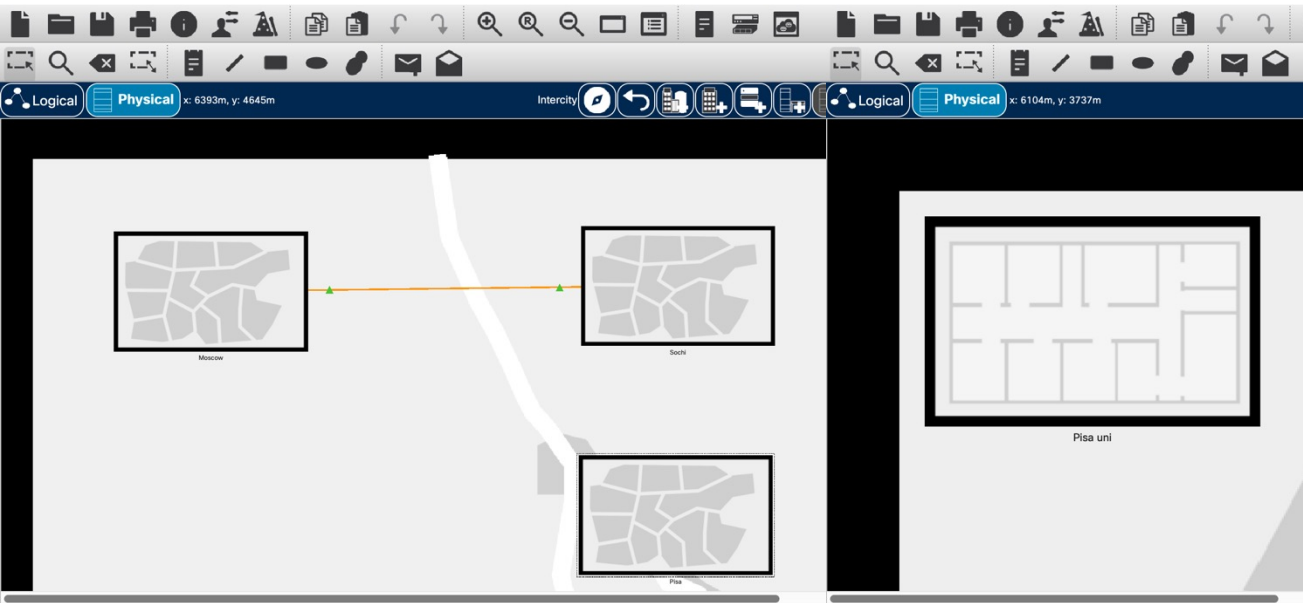 Logical
Physical
x: 6393m, y: 4645m
Intercity
Logical
Physical
x: 6104m, y: 3737m
Moscow
Sochi
Pisa
Pisa uni